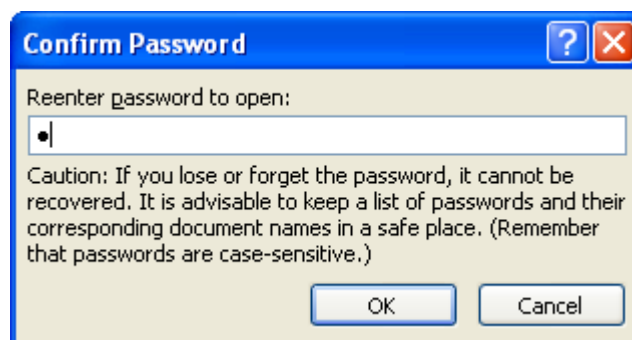 Confirm Password
Reenter password to open:
●
Caution: If you lose or forget the password, it cannot be
recovered. It is advisable to keep a list of passwords and their
corresponding document names in a safe place. (Remember
that passwords are case-sensitive.)
OK Cancel